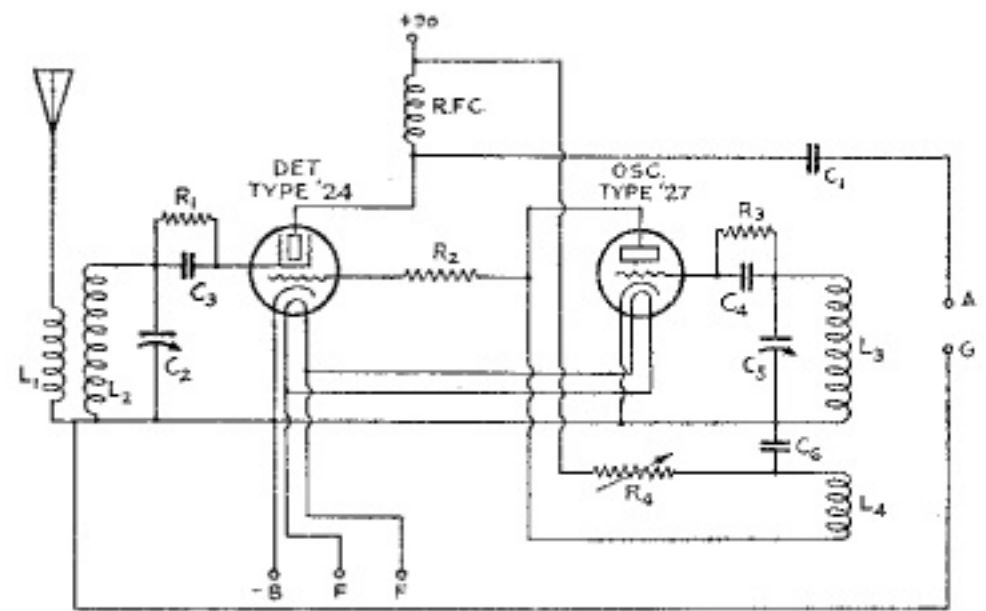 +90
R.F.C.
DET.
TYPE '24
OSC.
TYPE '27
C1
R1
R3
R2
C3
C4
A
G
L1
L2
C2
C5
L3
C6
R4
L4
-B
F
F